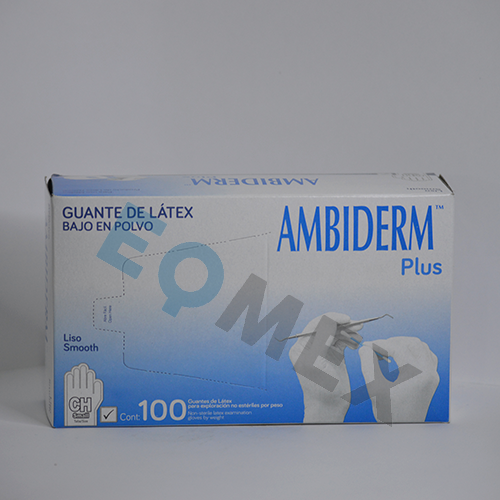 AMBIDERM
GUANTE DE LÁTEX
BAJO EN POLVO
AMBIDERM™
Plus
EQMEX
Liso
Smooth
CH
Small
Cont. 100
Guantes de Látex
para exploración no estériles por peso
Non-sterile latex examination
gloves by weight